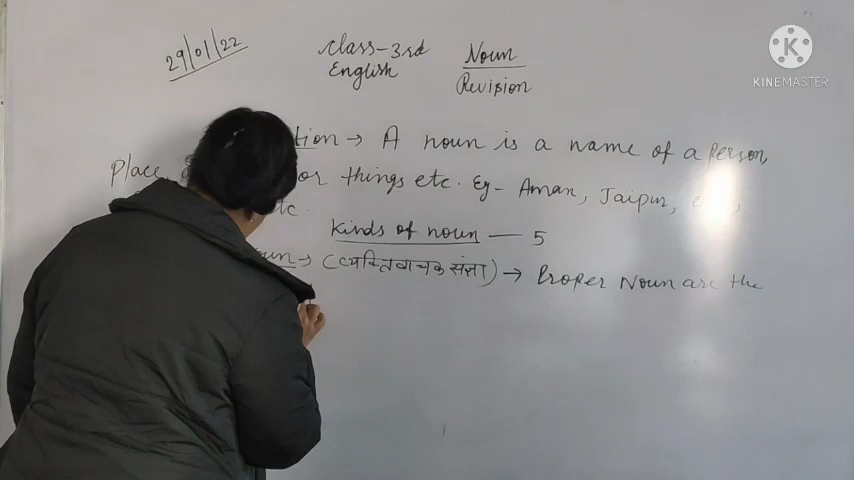 29/01/22
Class-3rd
English
Noun
Revision
tion → A noun is a name of a person,
Place, or things etc. Eg- Aman, Jaipur,
tc.
Kinds of noun — 5
oun → (व्यक्तिवाचक संज्ञा) → Proper Noun are the
KINEMASTER